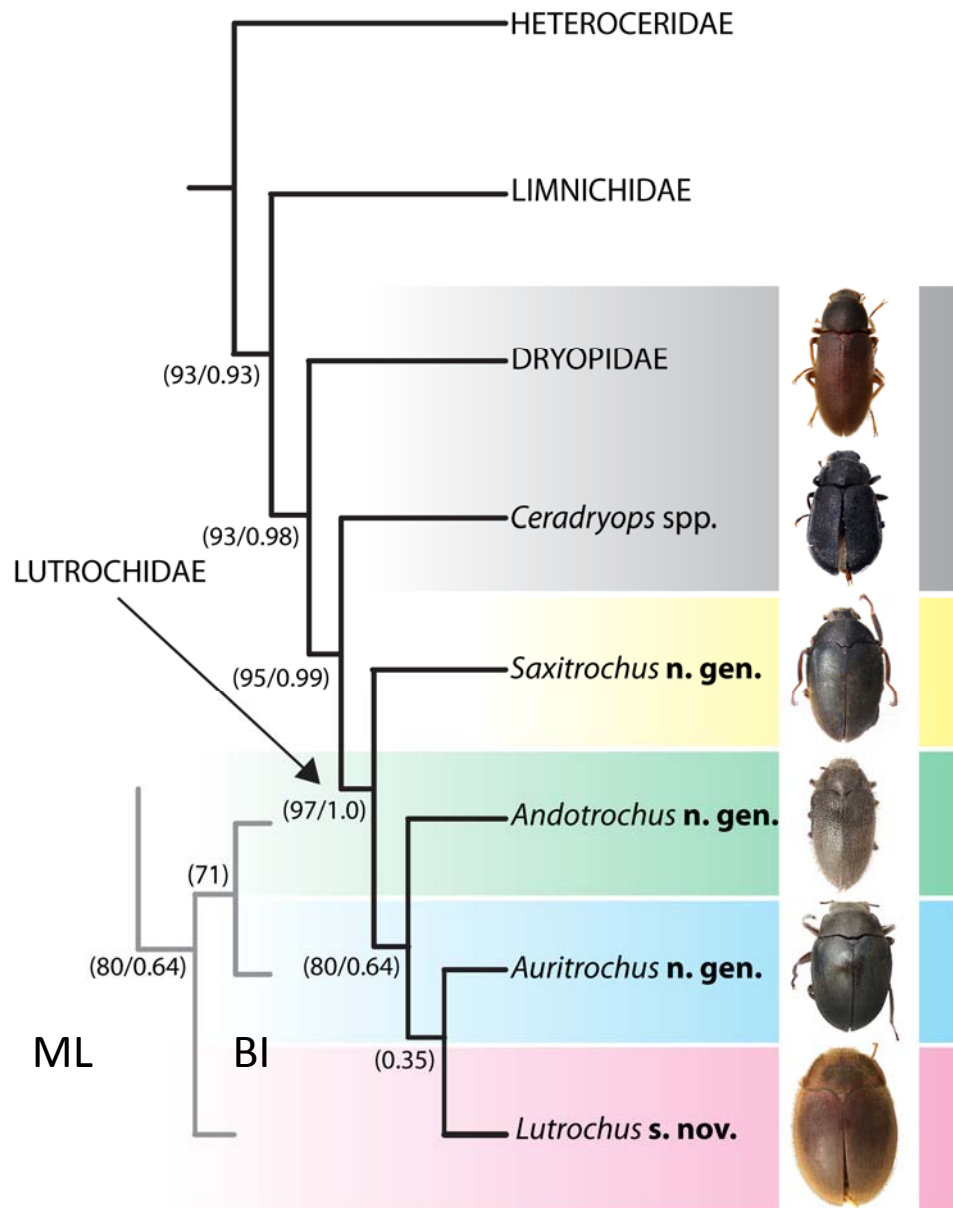 HETEROCERIDAE
LIMNICHIDAE
DRYOPIDAE
(93/0.93)
Ceradryops spp.
(93/0.98)
LUTROCHIDAE
Saxitrochus n. gen.
(95/0.99)
(97/1.0)
Andotrochus n. gen.
(71)
(80/0.64)
(80/0.64)
Auritrochus n. gen.
ML
BI
(0.35)
Lutrochus s. nov.